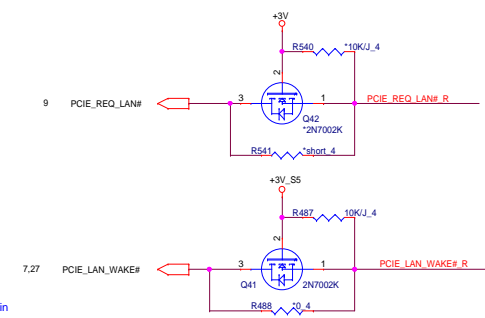 +3V
R540 *10K/J_4
2
9 PCIE_REQ_LAN# 3 1 PCIE_REQ_LAN#_R
Q42
*2N7002K
R541 *short_4
+3V_S5
R487 10K/J_4
2
7,27 PCIE_LAN_WAKE# 3 1 PCIE_LAN_WAKE#_R
Q41 2N7002K
R488 *0_4
in